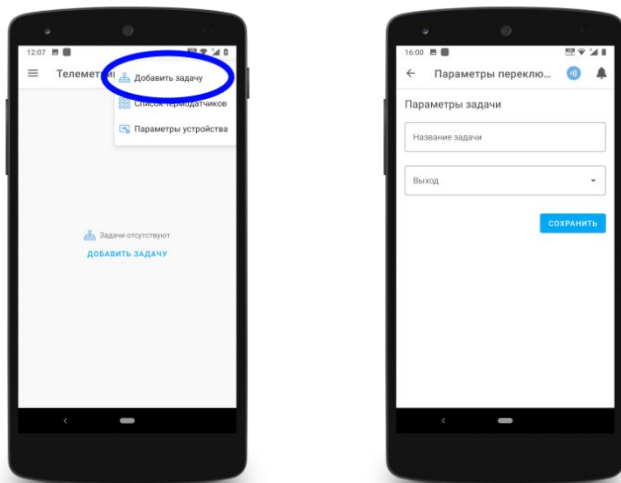 12:07
Телеметрия
Добавить задачу
Список термодатчиков
Параметры устройства
Задачи отсутствуют
ДОБАВИТЬ ЗАДАЧУ
16:00
Параметры переклю...
Параметры задачи
Название задачи
Выход
СОХРАНИТЬ